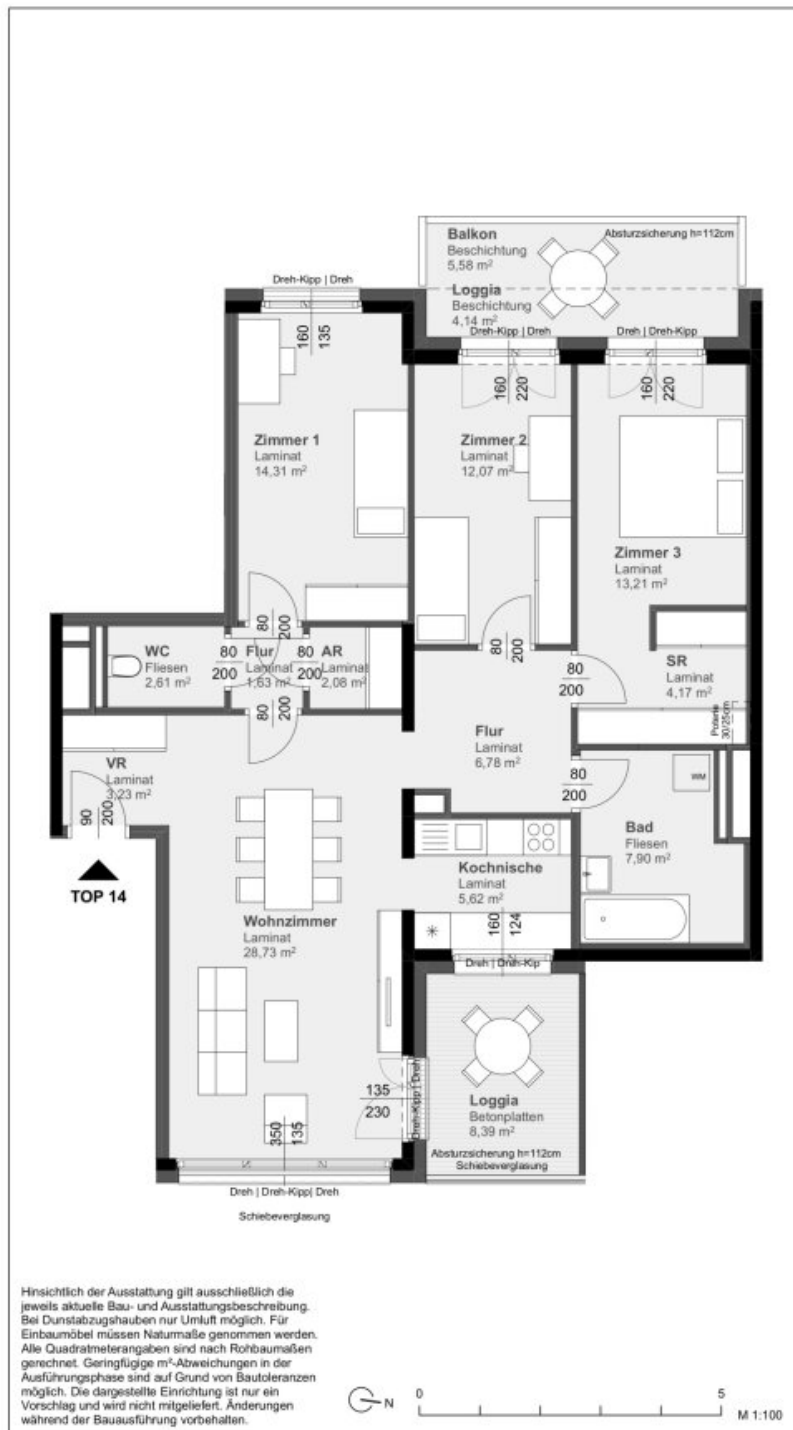 Balkon
Beschichtung
5,58 m²
Absturzsicherung h=112cm
Loggia
Beschichtung
4,14 m²
Dreh-Kipp | Dreh
160
135
Dreh-Kipp | Dreh
160
220
Dreh | Dreh-Kipp
160
220
Zimmer 1
Laminat
14,31 m²
Zimmer 2
Laminat
12,07 m²
Zimmer 3
Laminat
13,21 m²
80
200
WC
Fliesen
2,61 m²
80
200
Flur
Laminat
1,63 m²
80
200
AR
Laminat
2,08 m²
80
200
80
200
SR
Laminat
4,17 m²
Poterie
30/25cm
80
200
Flur
Laminat
6,78 m²
VR
Laminat
3,23 m²
90
200
TOP 14
80
200
WM
Bad
Fliesen
7,90 m²
Kochnische
Laminat
5,62 m²
160
124
Dreh | Dreh-Kip
Wohnzimmer
Laminat
28,73 m²
135
230
Dreh-Kipp | Dreh
Loggia
Betonplatten
8,39 m²
Absturzsicherung h=112cm
Schiebeverglasung
350
135
Dreh | Dreh-Kipp| Dreh
Schiebeverglasung
Hinsichtlich der Ausstattung gilt ausschließlich die
jeweils aktuelle Bau- und Ausstattungsbeschreibung.
Bei Dunstabzugshauben nur Umluft möglich. Für
Einbaumöbel müssen Naturmaße genommen werden.
Alle Quadratmeterangaben sind nach Rohbaumaßen
gerechnet. Geringfügige m²-Abweichungen in der
Ausführungsphase sind auf Grund von Bautoleranzen
möglich. Die dargestellte Einrichtung ist nur ein
Vorschlag und wird nicht mitgeliefert. Änderungen
während der Bauausführung vorbehalten.
N
0
5
M 1:100